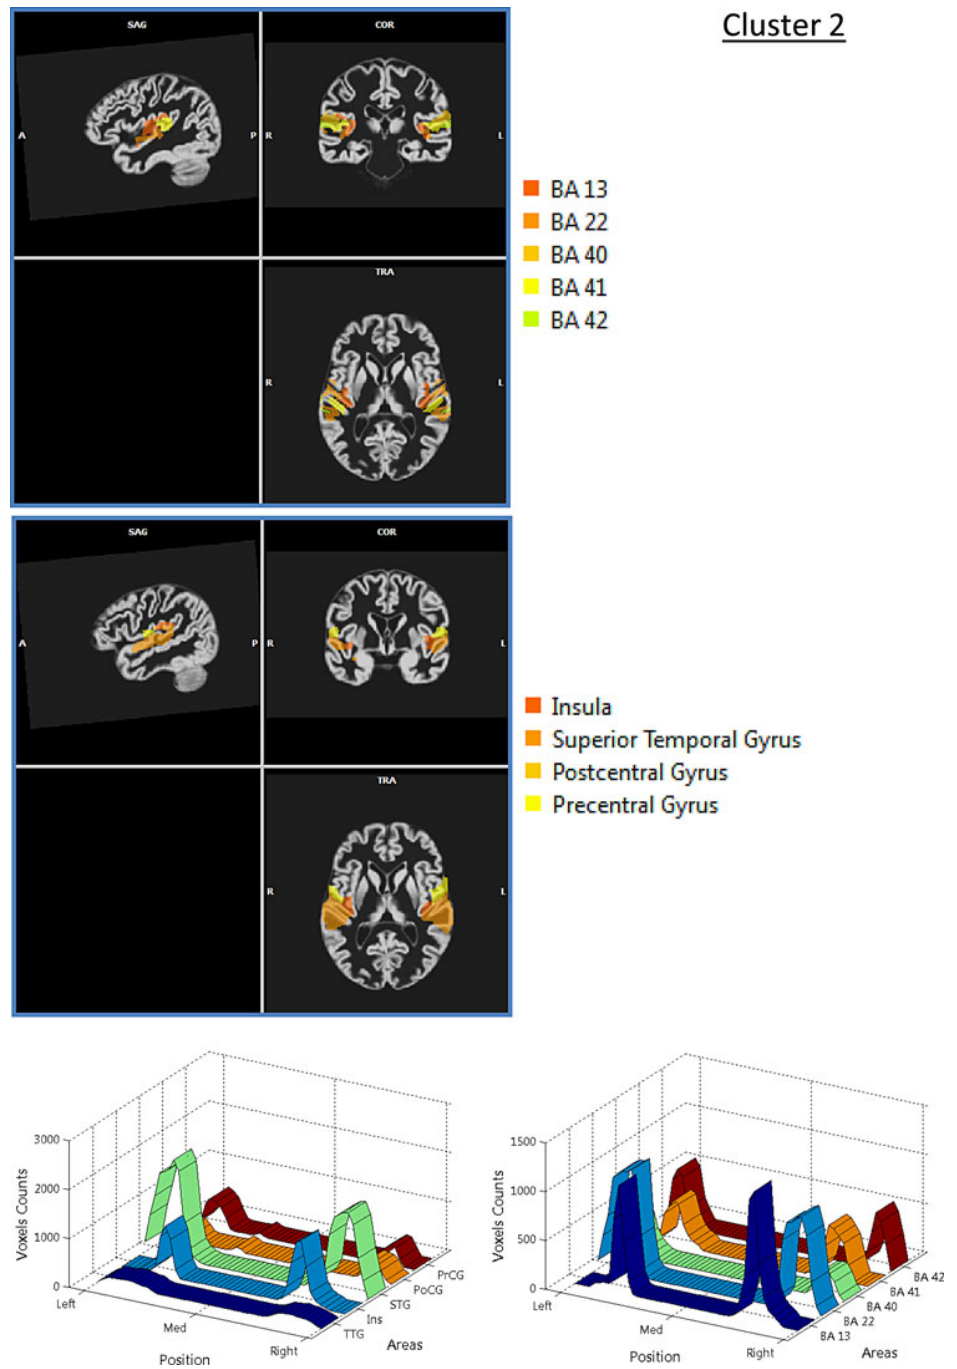 Cluster 2
SAG
COR
A
P
R
L
TRA
R
L
BA 13
BA 22
BA 40
BA 41
BA 42
SAG
COR
A
P
R
L
TRA
R
L
Insula
Superior Temporal Gyrus
Postcentral Gyrus
Precentral Gyrus
Voxels Counts
3000
2000
1000
0
Left
Med
Right
Position
TTG
Ins
STG
PoCG
PrCG
Areas
Voxels Counts
1500
1000
500
0
Left
Med
Right
Position
BA 13
BA 22
BA 40
BA 41
BA 42
Areas